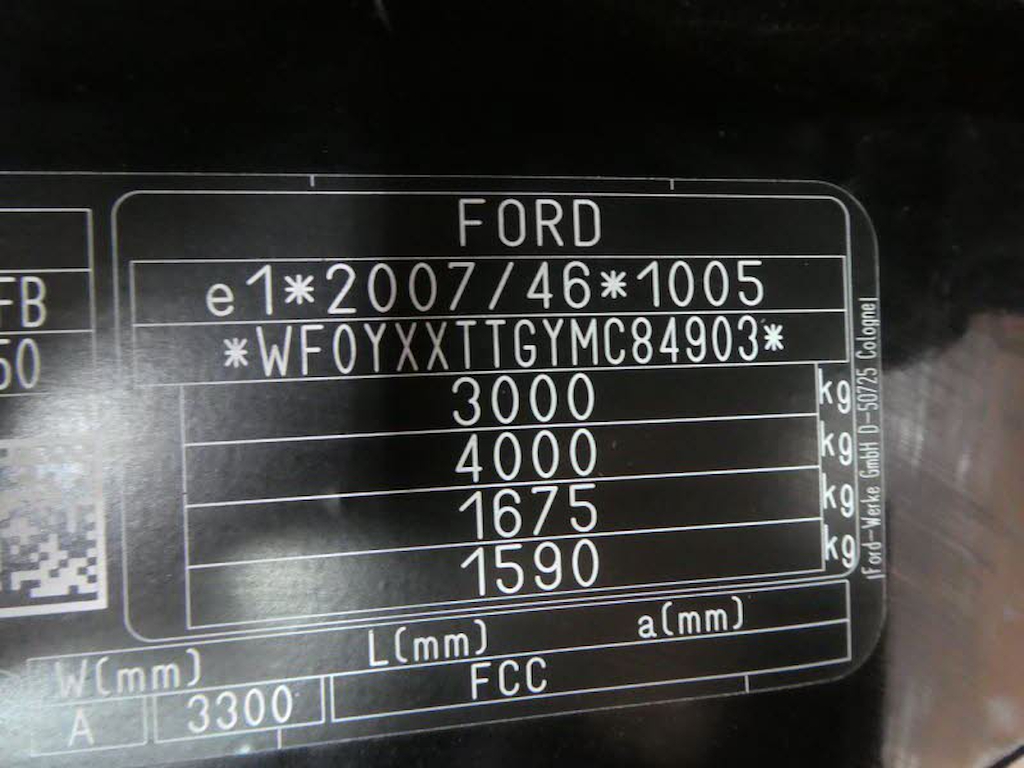 FORD
e1*2007/46*1005
*WF0YXXTTGYMC84903*
3000 kg
4000 kg
1675 kg
1590 kg
FB
50
W(mm) L(mm) a(mm)
A 3300 FCC
Ford-Werke GmbH D-50725 Cologne